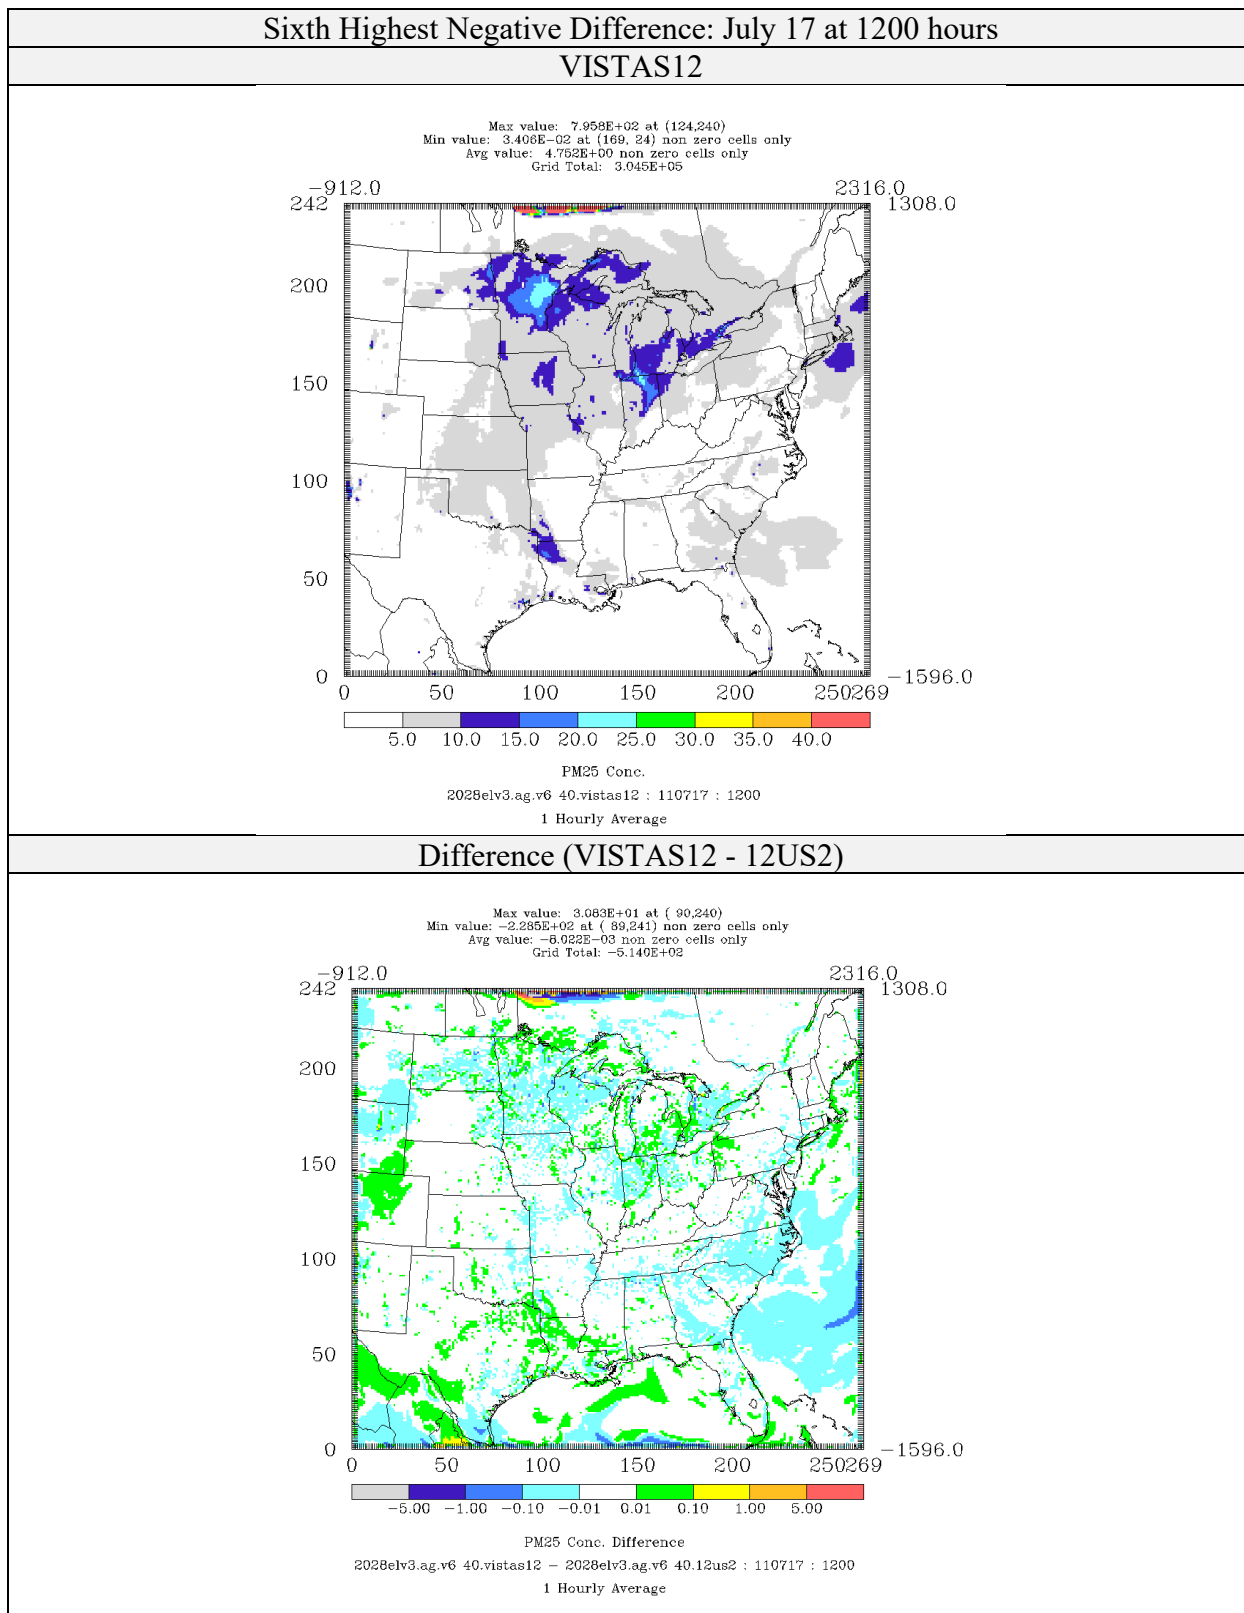 Sixth Highest Negative Difference: July 17 at 1200 hours
VISTAS12
Max value: 7.958E+02 at (124,240)
Min value: 3.406E-02 at (169, 24) non zero cells only
Avg value: 4.752E+00 non zero cells only
Grid Total: 3.045E+05
-912.0 2316.0
242 1308.0
200
150
100
50
0 -1596.0
0 50 100 150 200 250269
5.0 10.0 15.0 20.0 25.0 30.0 35.0 40.0
PM25 Conc.
2028elv3.ag.v6 40.vistas12 : 110717 : 1200
1 Hourly Average
Difference (VISTAS12 - 12US2)
Max value: 3.083E+01 at ( 90,240)
Min value: -2.285E+02 at ( 89,241) non zero cells only
Avg value: -8.022E-03 non zero cells only
Grid Total: -5.140E+02
-912.0 2316.0
242 1308.0
200
150
100
50
0 -1596.0
0 50 100 150 200 250269
-5.00 -1.00 -0.10 -0.01 0.01 0.10 1.00 5.00
PM25 Conc. Difference
2028elv3.ag.v6 40.vistas12 - 2028elv3.ag.v6 40.12us2 : 110717 : 1200
1 Hourly Average